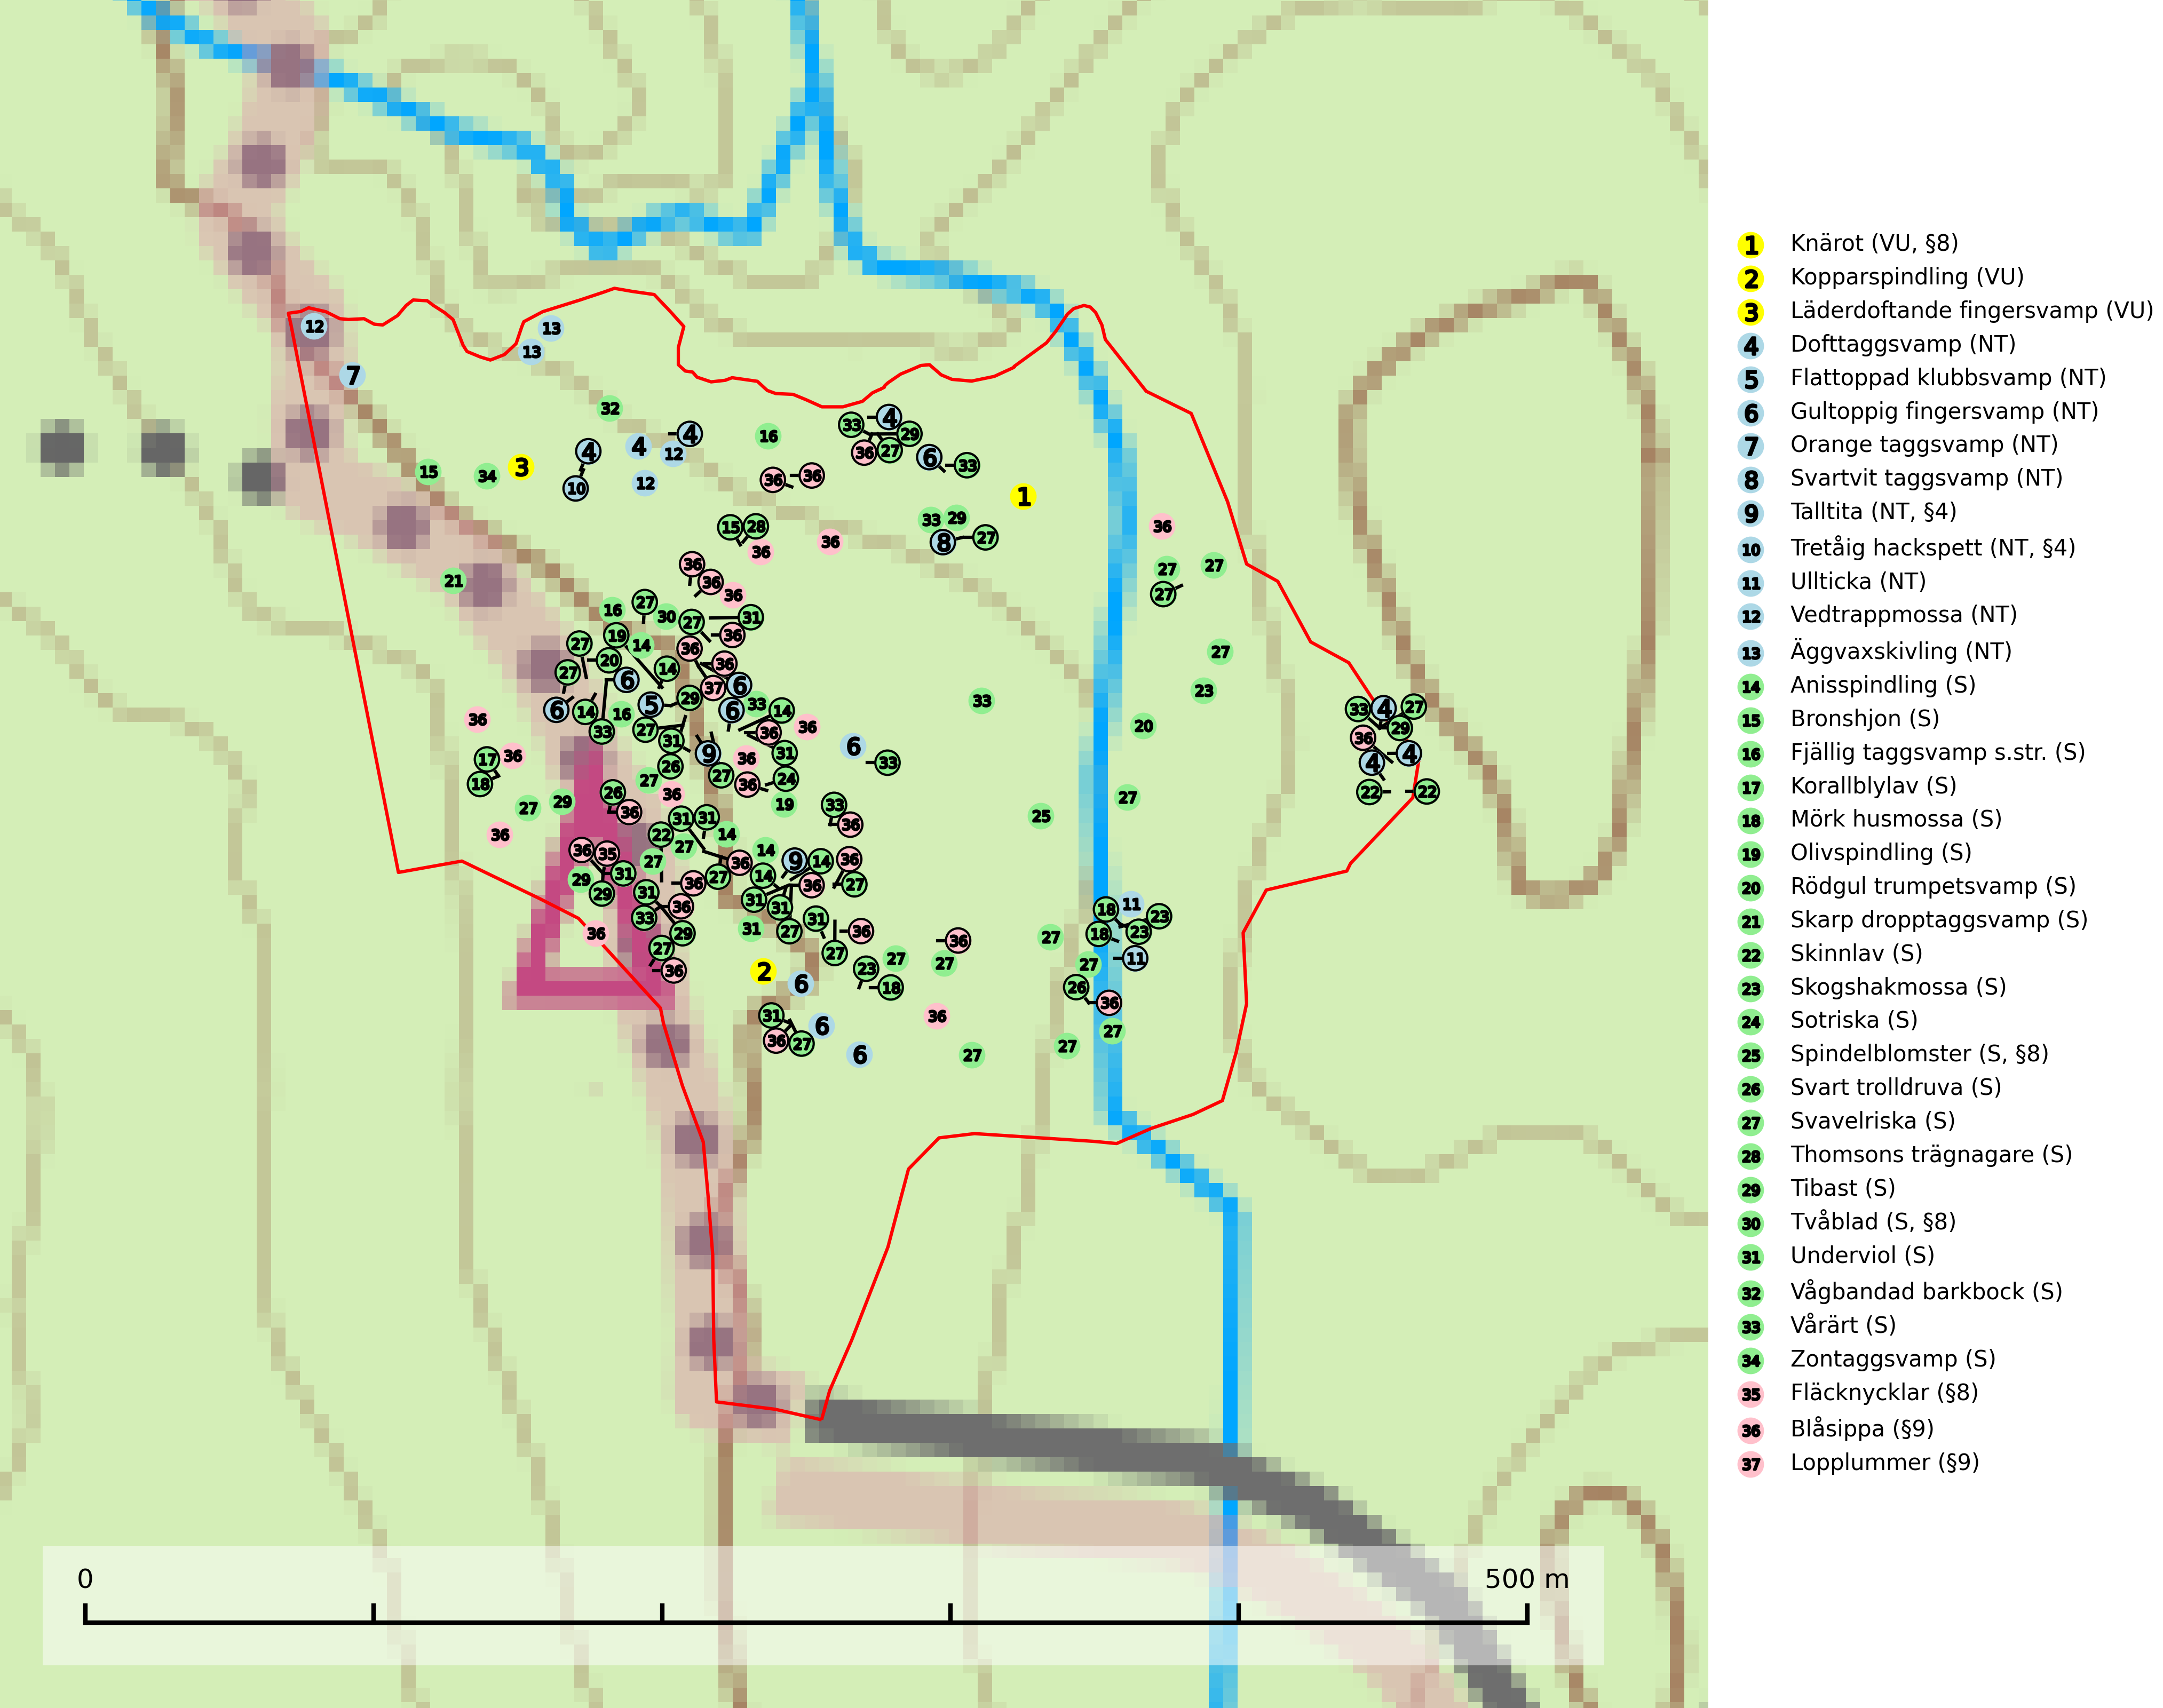 1 Knärot (VU, §8)
2 Kopparspindling (VU)
3 Läderdoftande fingersvamp (VU)
4 Dofttaggsvamp (NT)
5 Flattoppad klubbsvamp (NT)
6 Gultoppig fingersvamp (NT)
7 Orange taggsvamp (NT)
8 Svartvit taggsvamp (NT)
9 Talltita (NT, §4)
10 Tretåig hackspett (NT, §4)
11 Ullticka (NT)
12 Vedtrappmossa (NT)
13 Äggvaxskivling (NT)
14 Anisspindling (S)
15 Bronshjon (S)
16 Fjällig taggsvamp s.str. (S)
17 Korallblylav (S)
18 Mörk husmossa (S)
19 Olivspindling (S)
20 Rödgul trumpetsvamp (S)
21 Skarp dropptaggsvamp (S)
22 Skinnlav (S)
23 Skogshakmossa (S)
24 Sotriska (S)
25 Spindelblomster (S, §8)
26 Svart trolldruva (S)
27 Svavelriska (S)
28 Thomsons trägnagare (S)
29 Tibast (S)
30 Tvåblad (S, §8)
31 Underviol (S)
32 Vågbandad barkbock (S)
33 Vårärt (S)
34 Zontaggsvamp (S)
35 Fläcknycklar (§8)
36 Blåsippa (§9)
37 Lopplummer (§9)
0 500 m